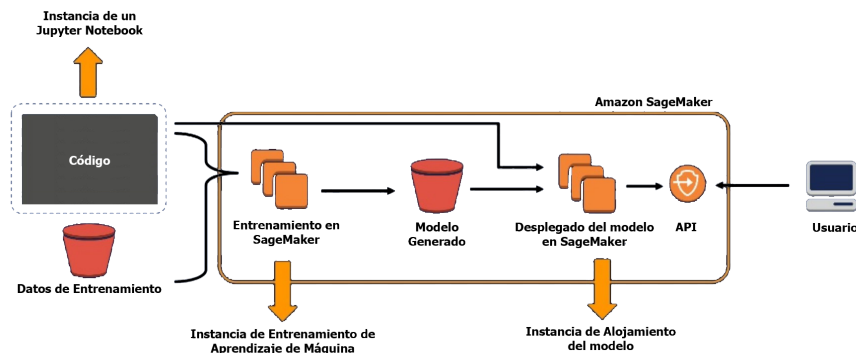 Instancia de un
Jupyter Notebook
Amazon SageMaker
Código
Entrenamiento en
SageMaker
Modelo
Generado
Desplegado del modelo
en SageMaker
API
Usuario
Datos de Entrenamiento
Instancia de Entrenamiento de
Aprendizaje de Máquina
Instancia de Alojamiento
del modelo